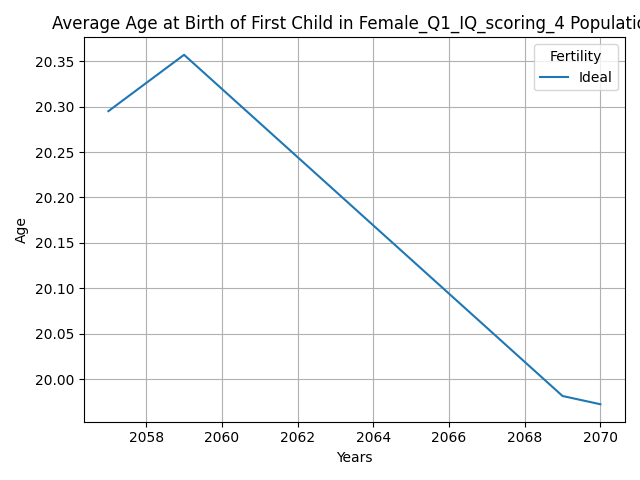 Average Age at Birth of First Child in Female_Q1_IQ_scoring_4 Populatio
Fertility
Ideal
20.35
20.30
20.25
20.20
20.15
20.10
20.05
20.00
Age
2058 2060 2062 2064 2066 2068 2070
Years